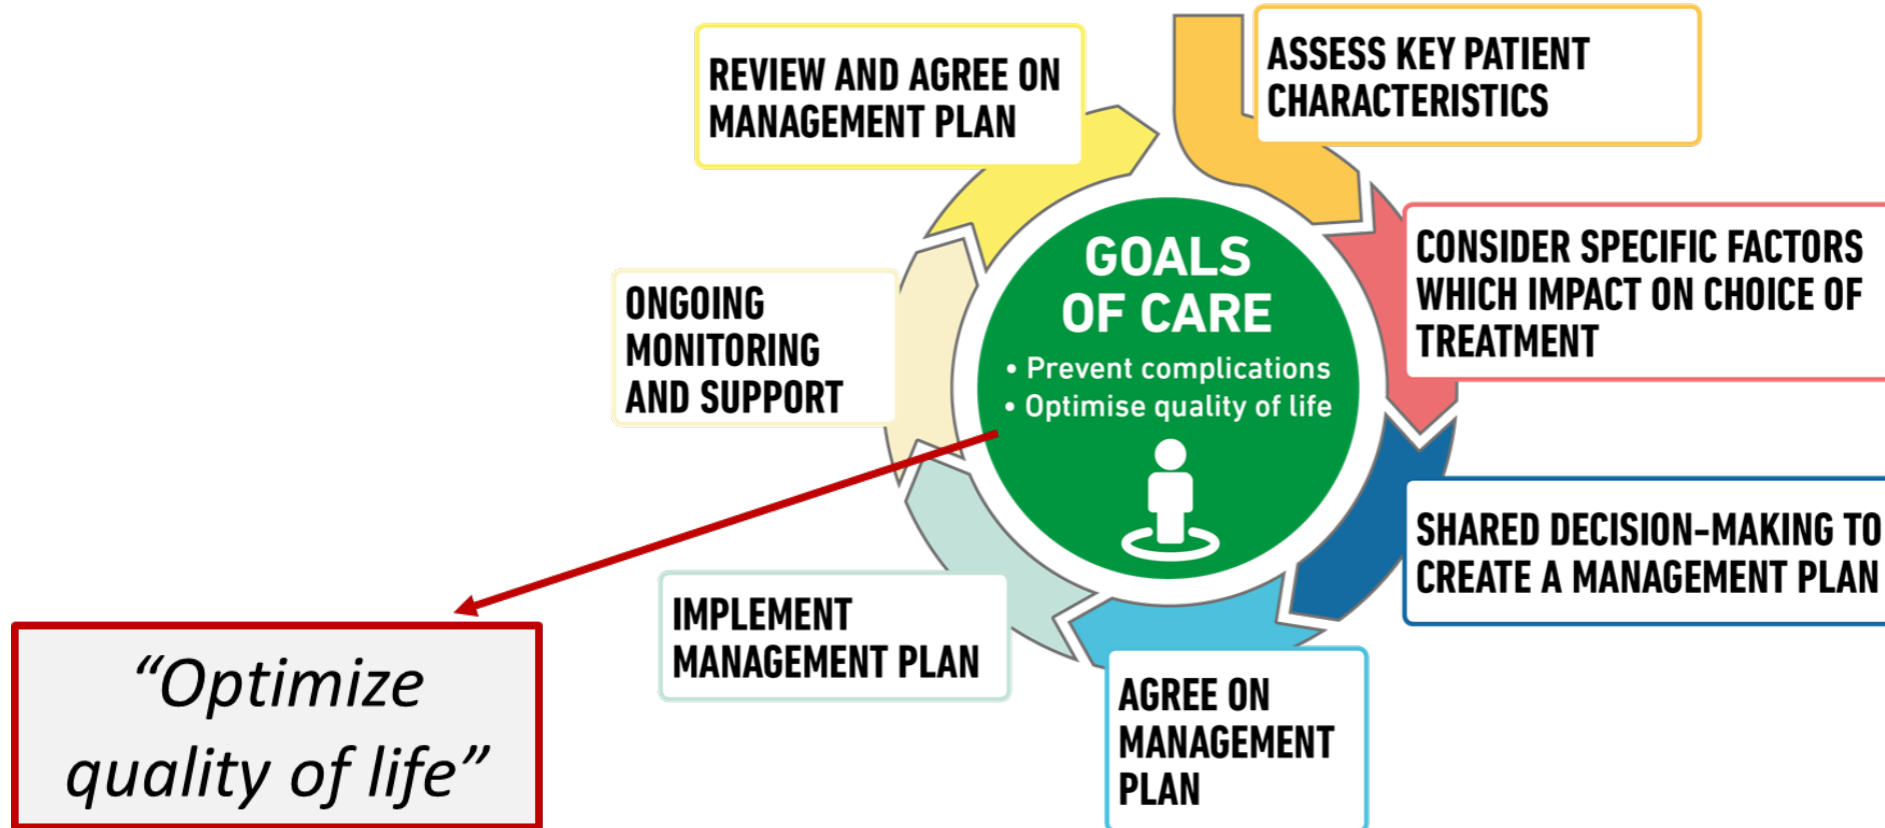 REVIEW AND AGREE ON
MANAGEMENT PLAN
ASSESS KEY PATIENT
CHARACTERISTICS
CONSIDER SPECIFIC FACTORS
WHICH IMPACT ON CHOICE OF
TREATMENT
SHARED DECISION-MAKING TO
CREATE A MANAGEMENT PLAN
AGREE ON
MANAGEMENT
PLAN
IMPLEMENT
MANAGEMENT PLAN
ONGOING
MONITORING
AND SUPPORT
GOALS
OF CARE
• Prevent complications
• Optimise quality of life
“Optimize
quality of life”